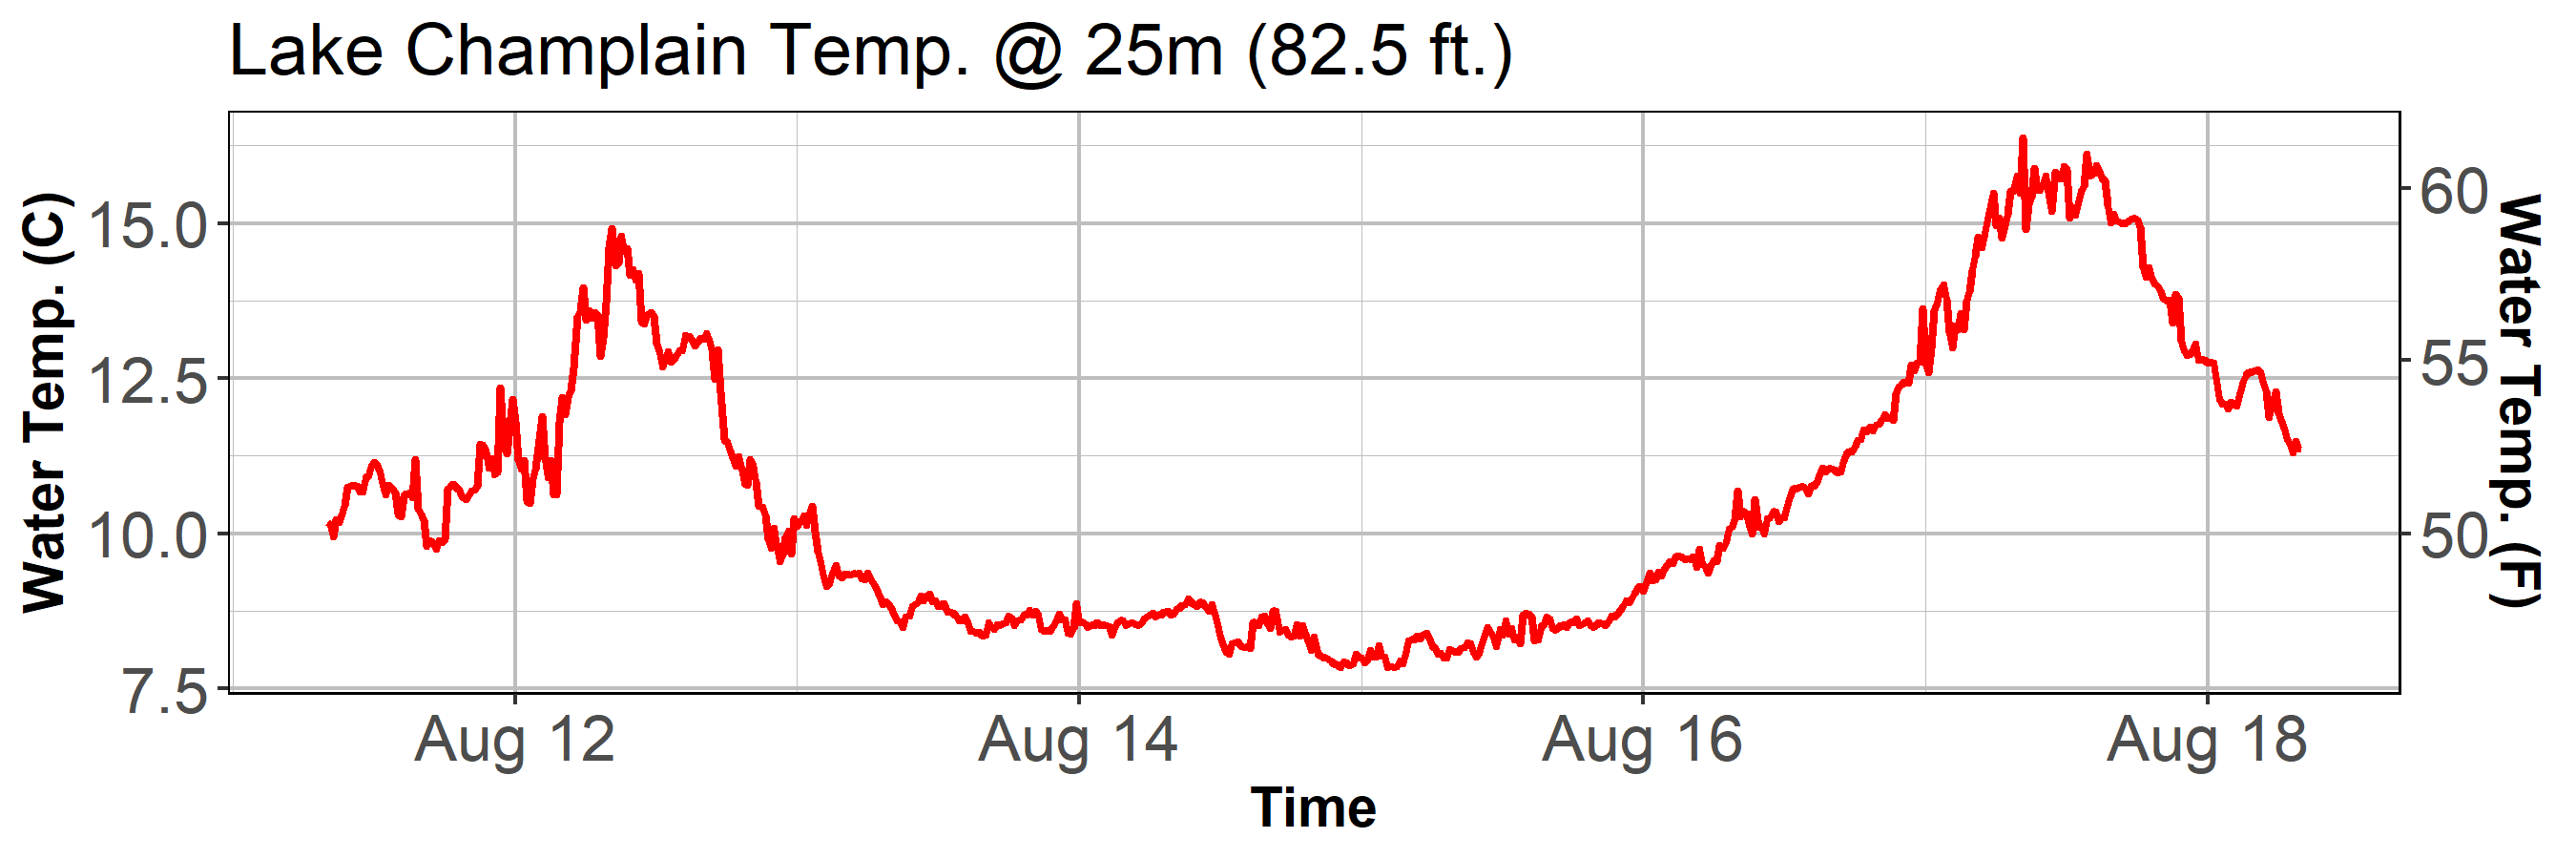 Lake Champlain Temp. @ 25m (82.5 ft.)
Water Temp. (C)
15.0
12.5
10.0
7.5
60
55
50
Water Temp. (F)
Aug 12
Aug 14
Aug 16
Aug 18
Time